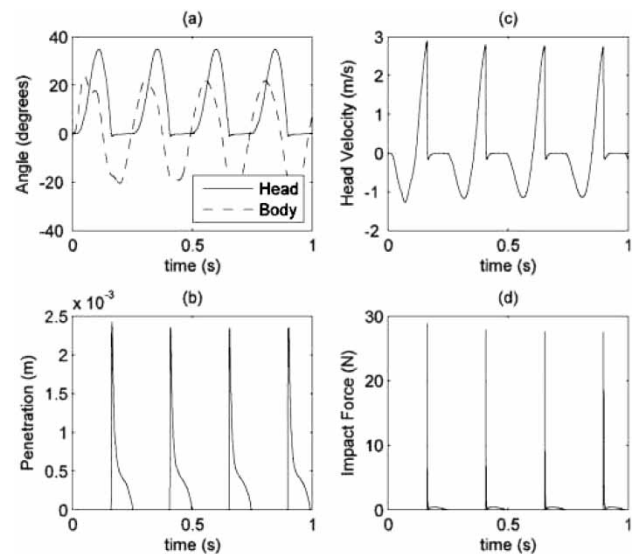 (a)
Angle (degrees)
40
20
0
-20
-40
0
0.5
1
time (s)
Head
Body
(c)
Head Velocity (m/s)
3
2
1
0
-1
-2
0
0.5
1
time (s)
(b)
x 10-3
Penetration (m)
2.5
2
1.5
1
0.5
0
0
0.5
1
time (s)
(d)
Impact Force (N)
30
20
10
0
0
0.5
1
time (s)